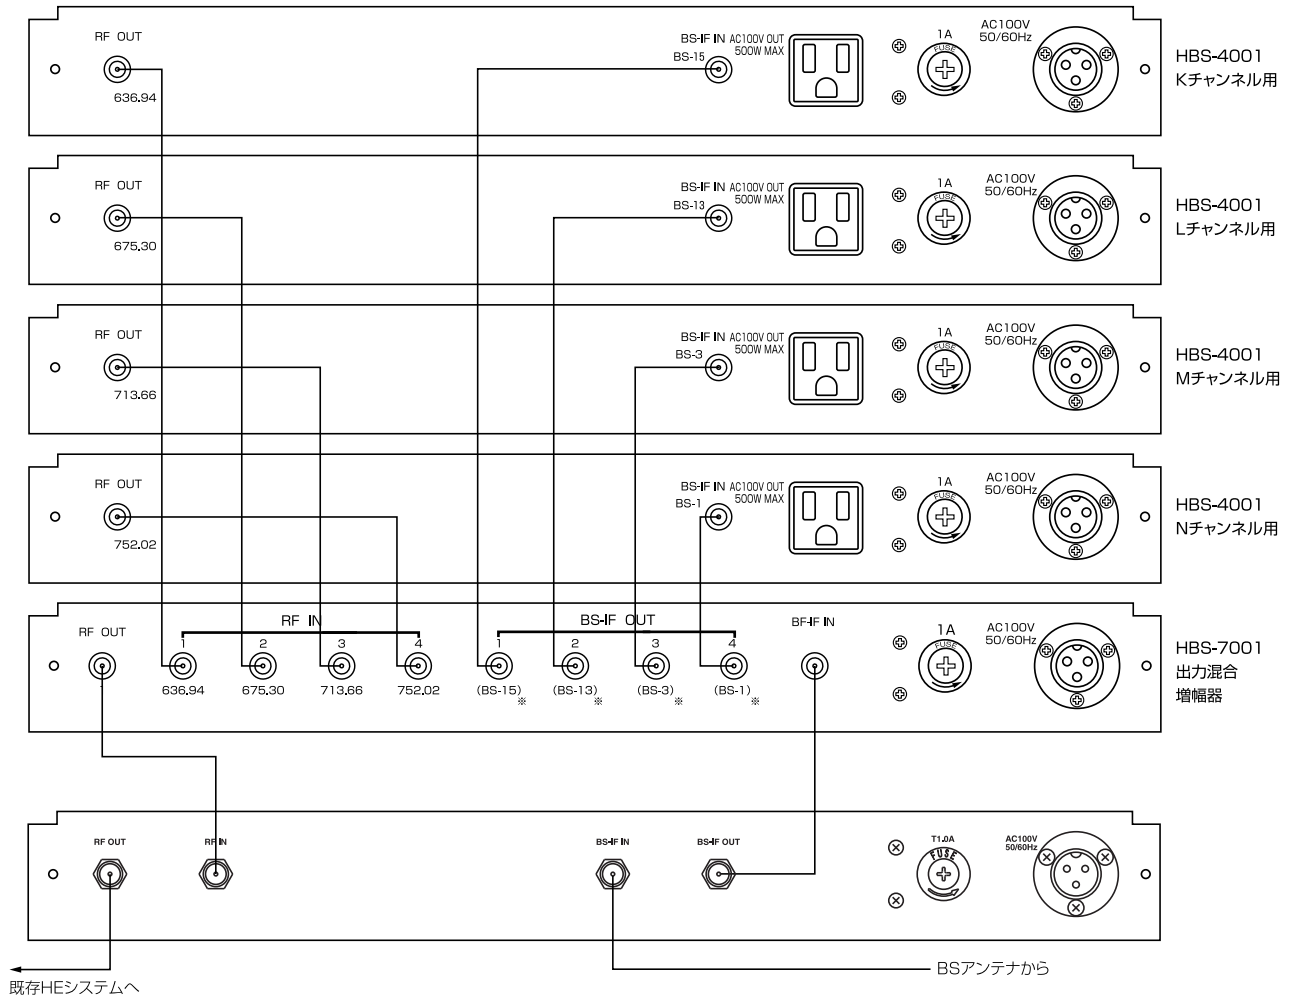 RF OUT
636.94
BS-IF IN
BS-15
AC100V OUT
500W MAX
1A
FUSE
AC100V
50/60Hz
HBS-4001
Kチャンネル用
RF OUT
675.30
BS-IF IN
BS-13
AC100V OUT
500W MAX
1A
FUSE
AC100V
50/60Hz
HBS-4001
Lチャンネル用
RF OUT
713.66
BS-IF IN
BS-3
AC100V OUT
500W MAX
1A
FUSE
AC100V
50/60Hz
HBS-4001
Mチャンネル用
RF OUT
752.02
BS-IF IN
BS-1
AC100V OUT
500W MAX
1A
FUSE
AC100V
50/60Hz
HBS-4001
Nチャンネル用
RF OUT
RF IN
1 2 3 4
636.94 675.30 713.66 752.02
BS-IF OUT
1 2 3 4
(BS-15)※ (BS-13)※ (BS-3)※ (BS-1)※
BF-IF IN
1A
FUSE
AC100V
50/60Hz
HBS-7001
出力混合
増幅器
RF OUT
RF IN
BS-IF IN
BS-IF OUT
T1.0A
FUSE
AC100V
50/60Hz
BSアンテナから
既存HEシステムへ